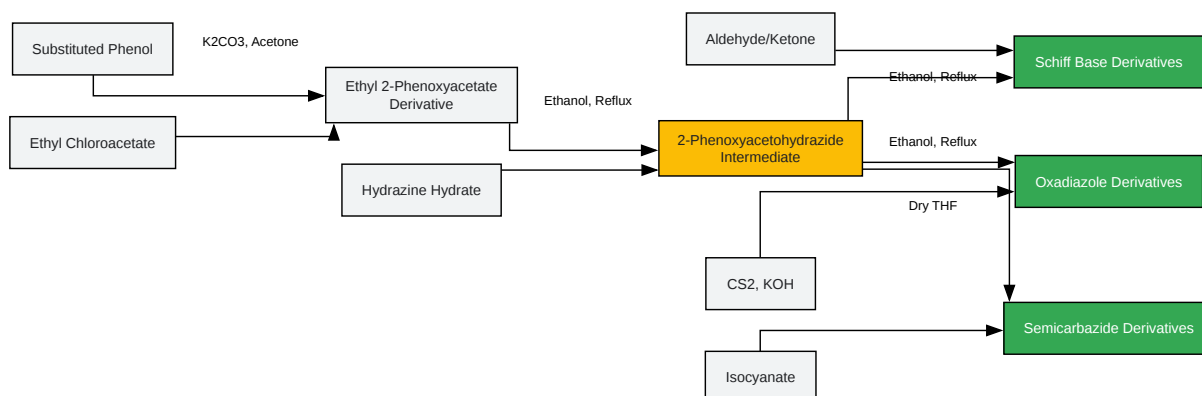 Substituted Phenol
K2CO3, Acetone
Ethyl Chloroacetate
Ethyl 2-Phenoxyacetate
Derivative
Ethanol, Reflux
Hydrazine Hydrate
2-Phenoxyacetohydrazide
Intermediate
Aldehyde/Ketone
Ethanol, Reflux
Schiff Base Derivatives
Ethanol, Reflux
Oxadiazole Derivatives
Dry THF
CS2, KOH
Semicarbazide Derivatives
Isocyanate